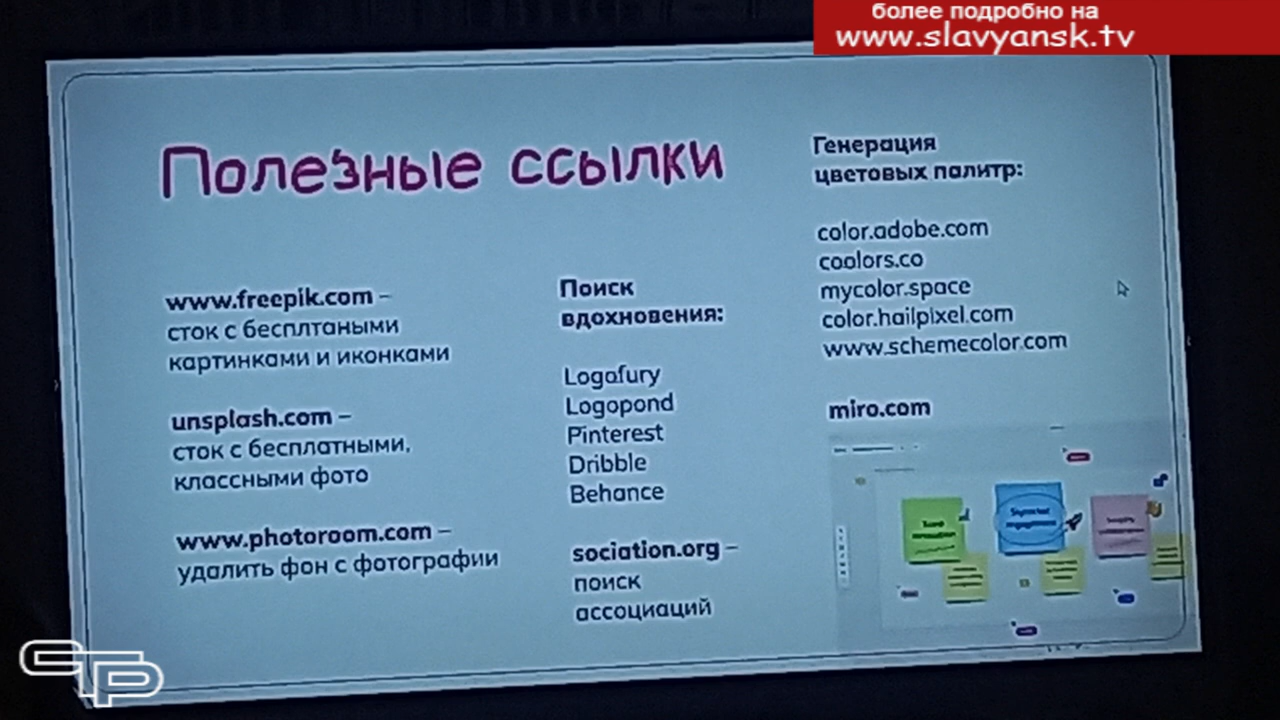 более подробно на
www.slavyansk.tv
Полезные ссылки
www.freepik.com –
сток с бесплтаными
картинками и иконками
unsplash.com –
сток с бесплатными,
классными фото
www.photoroom.com –
удалить фон с фотографии
Поиск
вдохновения:
Logofury
Logopond
Pinterest
Dribble
Behance
sociation.org –
поиск
ассоциаций
Генерация
цветовых палитр:
color.adobe.com
coolors.co
mycolor.space
color.hailpixel.com
www.schemecolor.com
miro.com
СТР